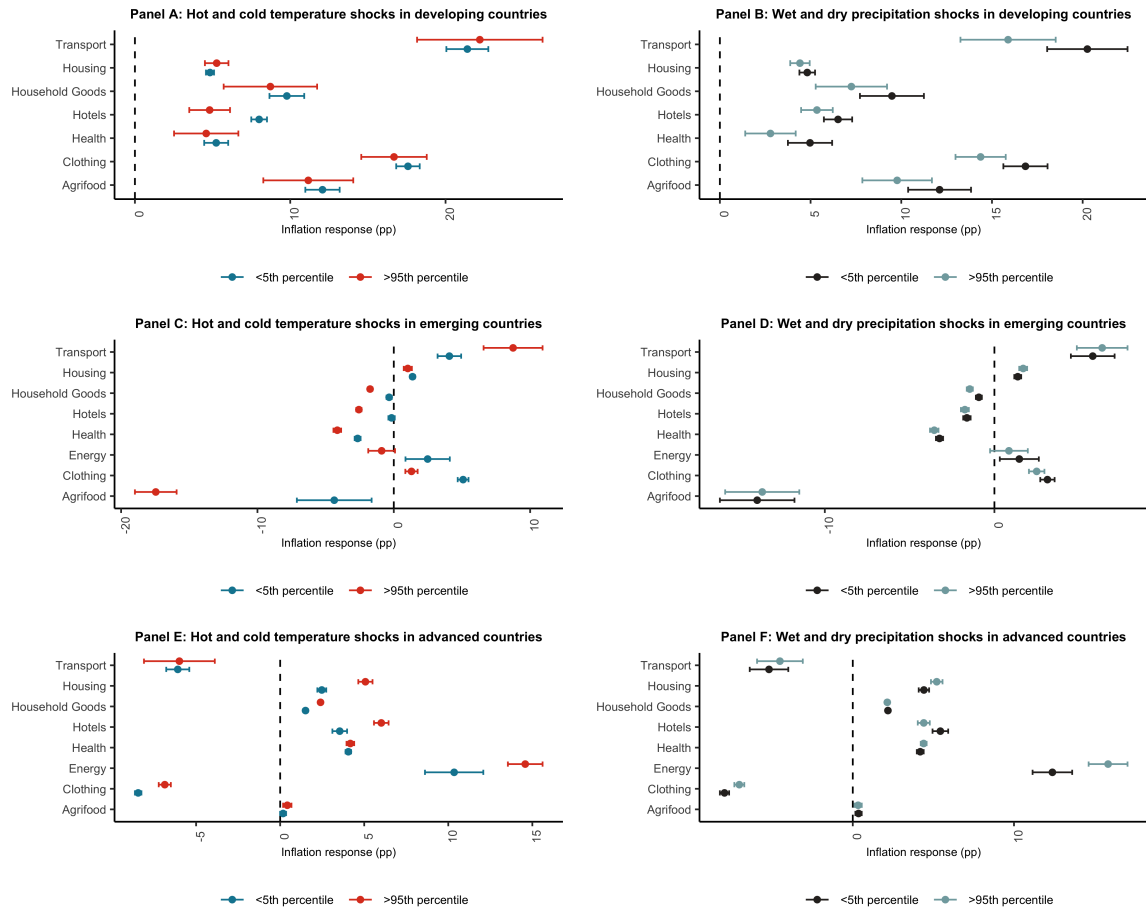 Panel A: Hot and cold temperature shocks in developing countries
Transport
Housing
Household Goods
Hotels
Health
Clothing
Agrifood
0
10
20
Inflation response (pp)
<5th percentile
>95th percentile
Panel B: Wet and dry precipitation shocks in developing countries
Transport
Housing
Household Goods
Hotels
Health
Clothing
Agrifood
0
5
10
15
20
Inflation response (pp)
<5th percentile
>95th percentile
Panel C: Hot and cold temperature shocks in emerging countries
Transport
Housing
Household Goods
Hotels
Health
Energy
Clothing
Agrifood
-20
-10
0
10
Inflation response (pp)
<5th percentile
>95th percentile
Panel D: Wet and dry precipitation shocks in emerging countries
Transport
Housing
Household Goods
Hotels
Health
Energy
Clothing
Agrifood
-10
0
Inflation response (pp)
<5th percentile
>95th percentile
Panel E: Hot and cold temperature shocks in advanced countries
Transport
Housing
Household Goods
Hotels
Health
Energy
Clothing
Agrifood
-5
0
5
10
15
Inflation response (pp)
<5th percentile
>95th percentile
Panel F: Wet and dry precipitation shocks in advanced countries
Transport
Housing
Household Goods
Hotels
Health
Energy
Clothing
Agrifood
0
10
Inflation response (pp)
<5th percentile
>95th percentile